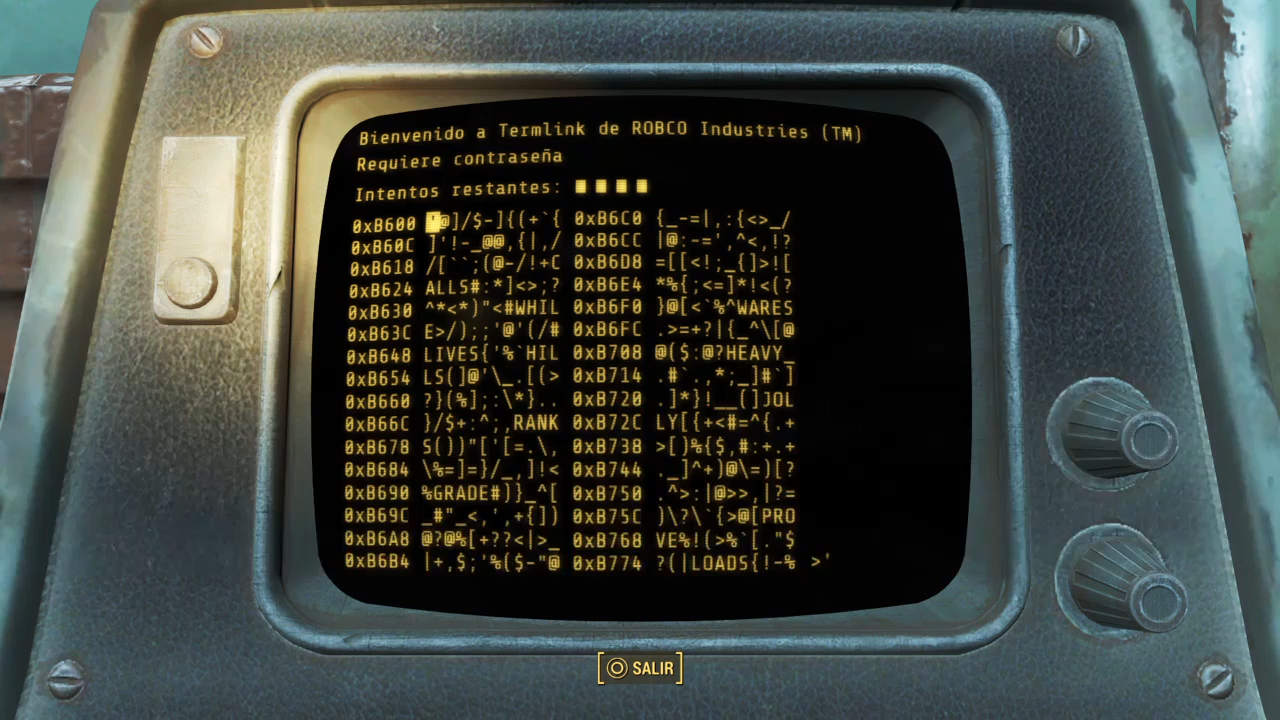 Bienvenido a Termlink de ROBCO Industries (TM)
Requiere contraseña
Intentos restantes:
0xB600 '@]/$-]{((+`{ 0xB6C0 {_-=|,:{<>_/
0xB60C ]'!-_@@,{|,/ 0xB6CC |@:-=',^<,!?
0xB618 /[``;(@-/!+C 0xB6D8 =[[<!;_{]>![
0xB624 ALLS#:*]<>;? 0xB6E4 *%{;<=]*!<(?
0xB630 ^*<*)"<#WHIL 0xB6F0 }@[<`%^WARES
0xB63C E>/);;'@'(/# 0xB6FC .>=+?|{_^\[@
0xB648 LIVES{'%`HIL 0xB708 @($:@?HEAVY_
0xB654 LS(]@'\_.[(> 0xB714 .#`.,*;_]#`]
0xB660 ?}(%];:\*}.. 0xB720 .]*}!__(]JOL
0xB66C }/$+:^;,RANK 0xB72C LY[{+<#=^{.+
0xB678 S())"['[=.\, 0xB738 >[)%{$,#:+.+
0xB684 \%=]=}/_,]!< 0xB744 ._]^+)@\=)[?
0xB690 %GRADE#)}_^[ 0xB750 .^>:|@>>,|?=
0xB69C _#"_<,',+{]) 0xB75C )\?\`{>@[PRO
0xB6A8 @?@%[+??<|>_ 0xB768 VE%!(>%`[."$
0xB6B4 |+,$;'%($-"@ 0xB774 ?(|LOADS{!-% >'
SALIR